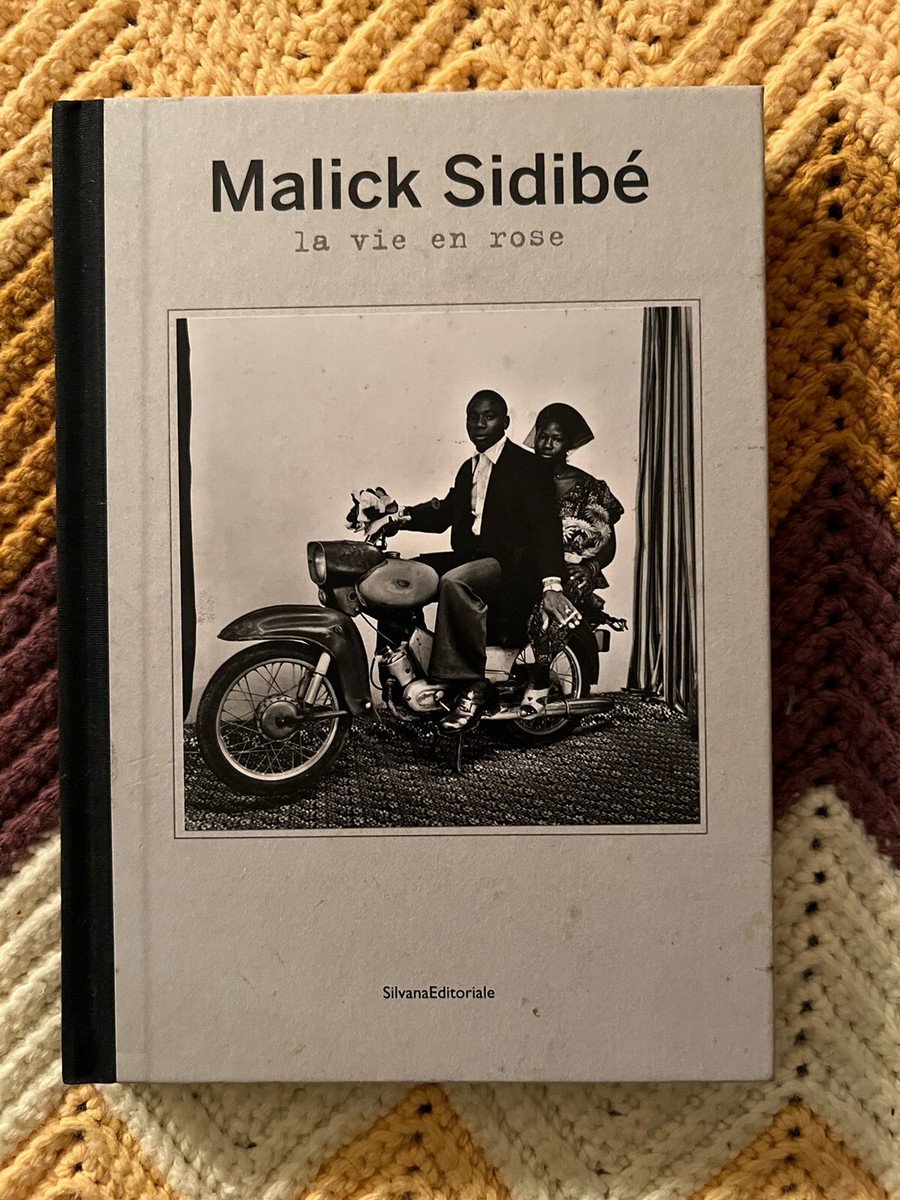 Malick Sidibé
la vie en rose
SilvanaEditoriale